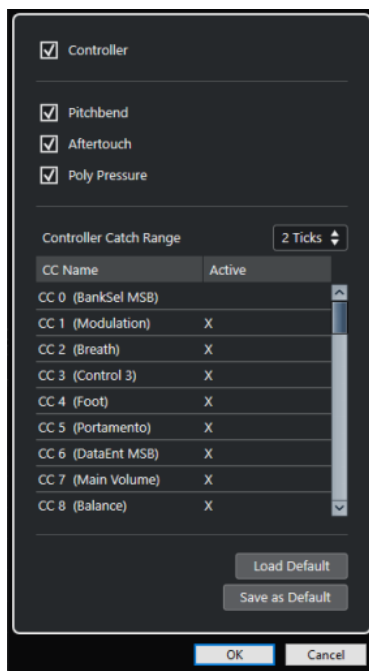 Controller
Pitchbend
Aftertouch
Poly Pressure
Controller Catch Range 2 Ticks
CC Name Active
CC 0 (BankSel MSB)
CC 1 (Modulation) X
CC 2 (Breath) X
CC 3 (Control 3) X
CC 4 (Foot) X
CC 5 (Portamento) X
CC 6 (DataEnt MSB) X
CC 7 (Main Volume) X
CC 8 (Balance) X
Load Default
Save as Default
OK Cancel